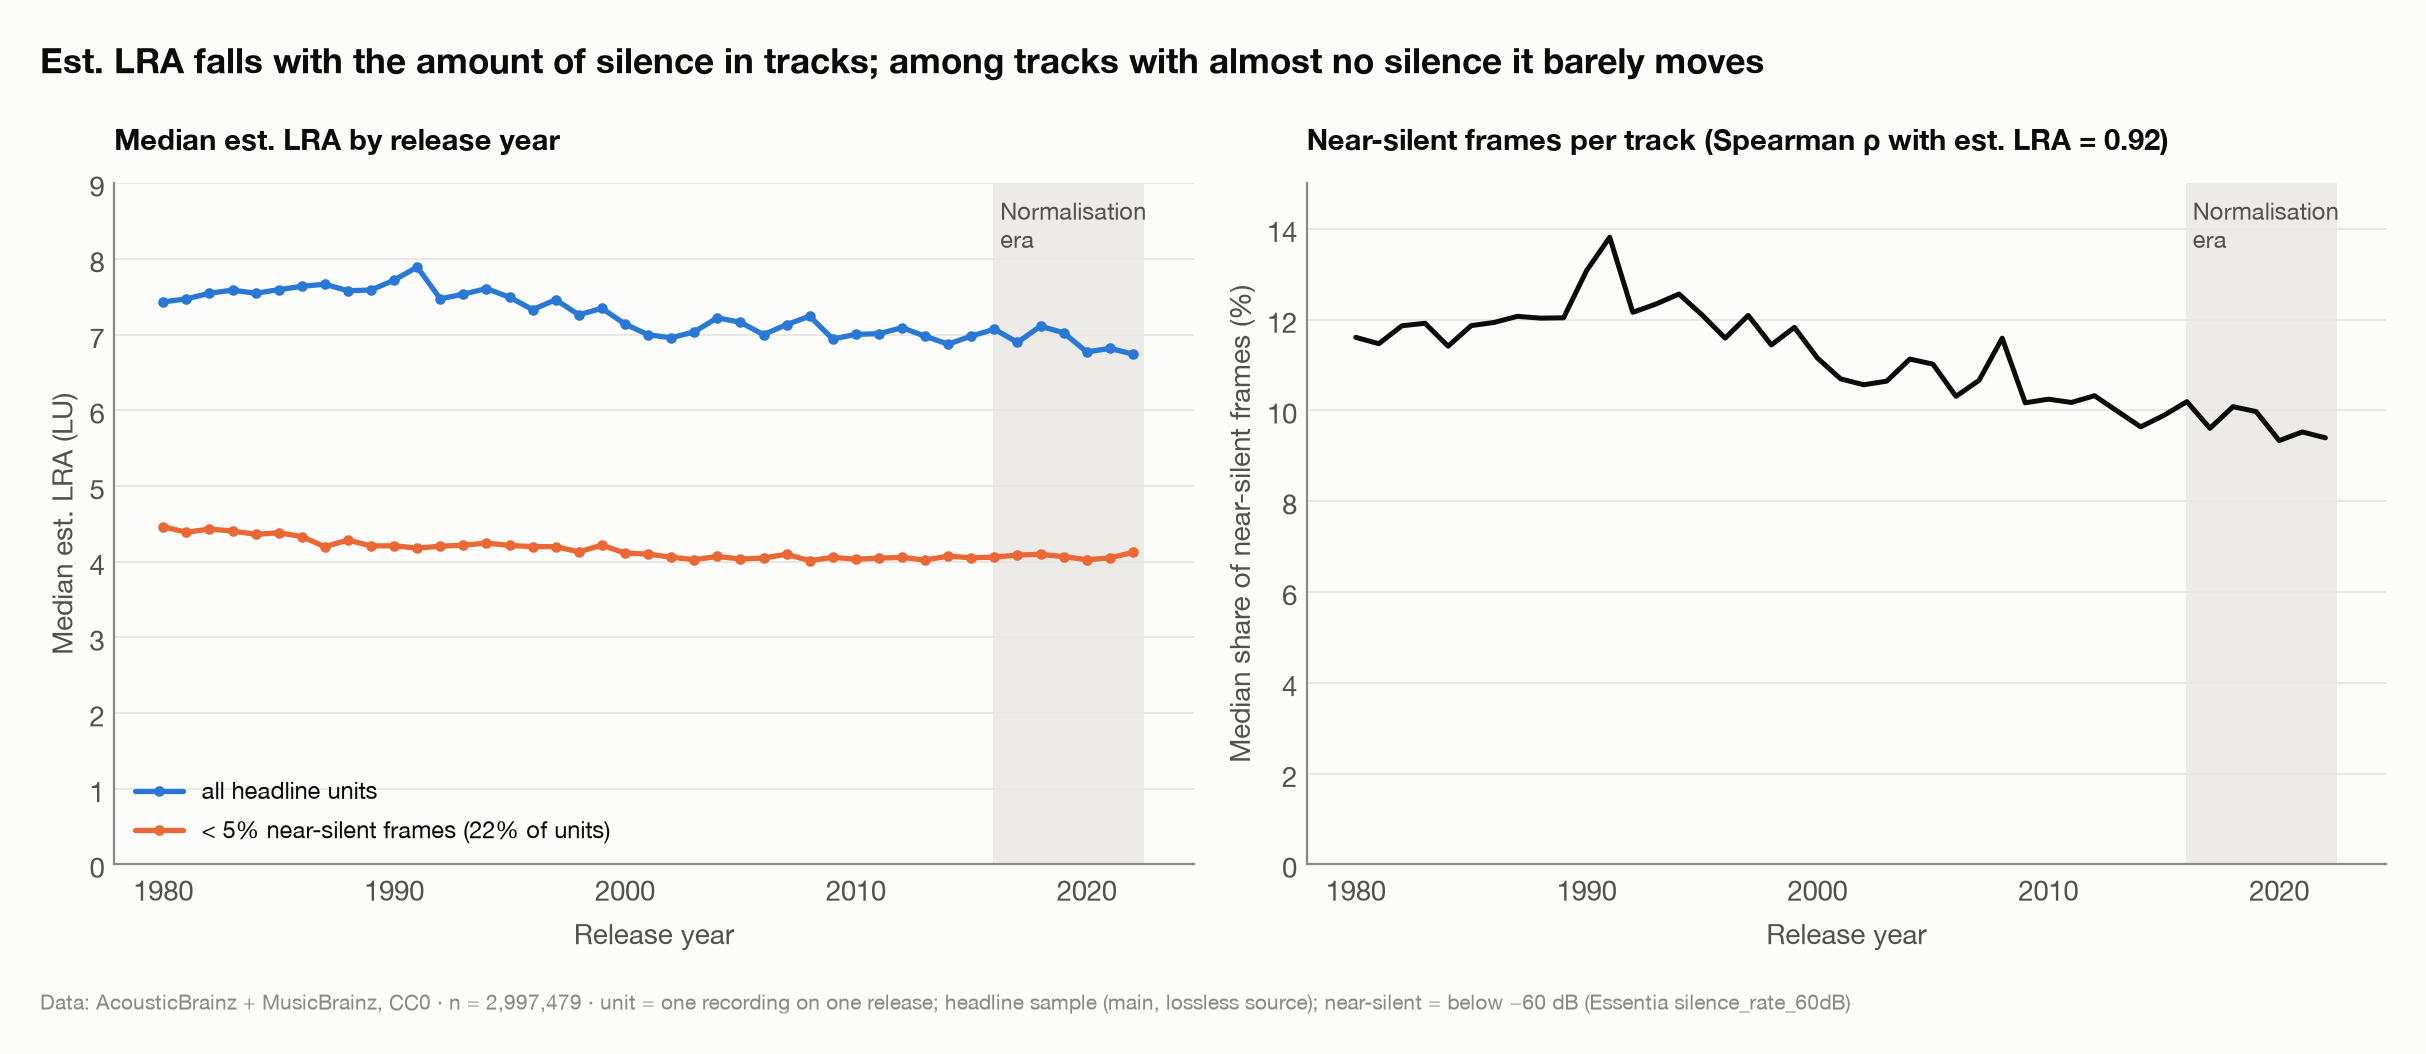 Est. LRA falls with the amount of silence in tracks; among tracks with almost no silence it barely moves
Median est. LRA by release year
9
8
7
6
5
4
3
2
1
0
Median est. LRA (LU)
Normalisation
era
all headline units
< 5% near-silent frames (22% of units)
1980
1990
2000
2010
2020
Release year
Near-silent frames per track (Spearman ρ with est. LRA = 0.92)
14
12
10
8
6
4
2
0
Median share of near-silent frames (%)
Normalisation
era
1980
1990
2000
2010
2020
Release year
Data: AcousticBrainz + MusicBrainz, CC0 · n = 2,997,479 · unit = one recording on one release; headline sample (main, lossless source); near-silent = below −60 dB (Essentia silence_rate_60dB)